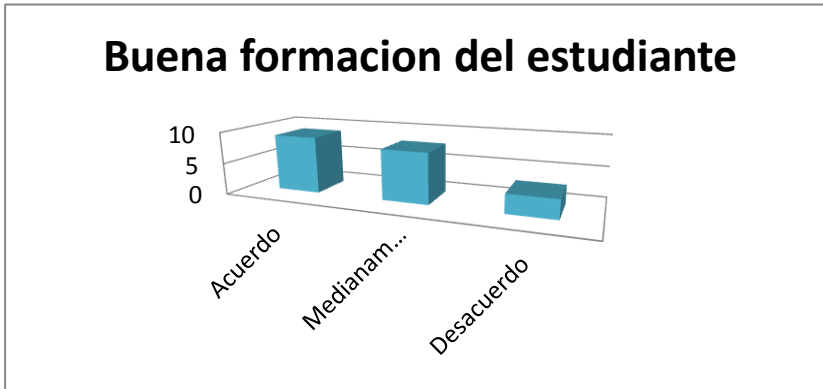 Buena formacion del estudiante
10
5
0
Acuerdo
Medianam...
Desacuerdo